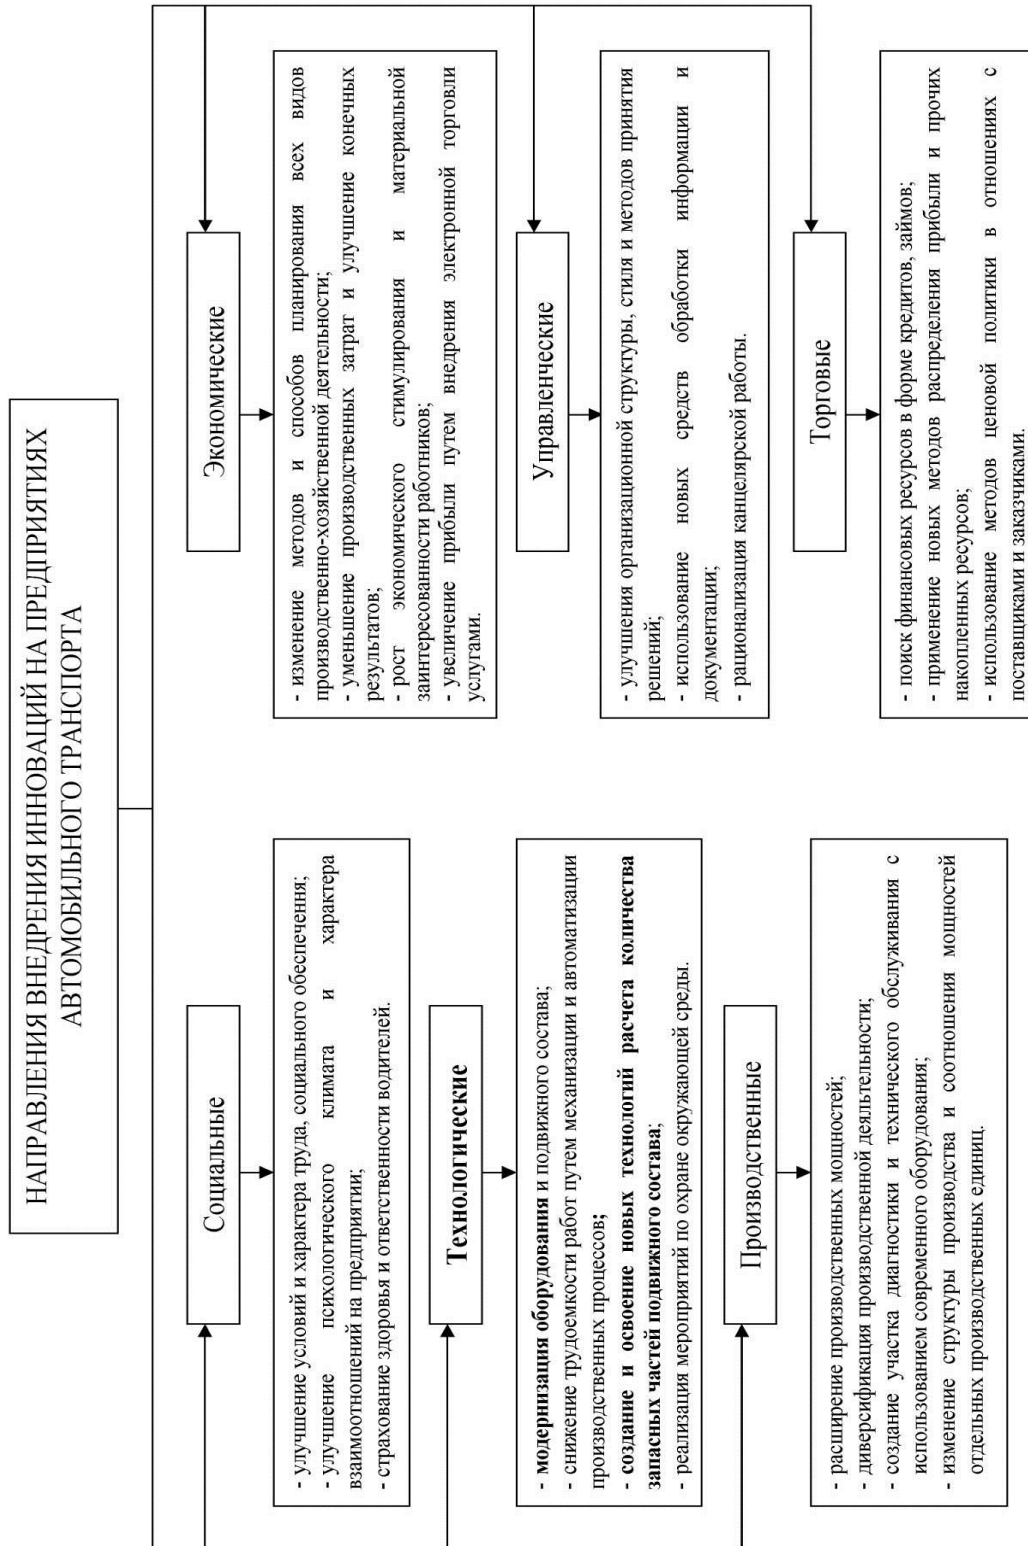 НАПРАВЛЕНИЯ ВНЕДРЕНИЯ ИННОВАЦИЙ НА ПРЕДПРИЯТИЯХ
АВТОМОБИЛЬНОГО ТРАНСПОРТА
Социальные
- улучшение условий и характера труда, социального обеспечения;
- улучшение психологического климата и характера
взаимоотношений на предприятии;
- страхование здоровья и ответственности водителей.
Технологические
- модернизация оборудования и подвижного состава;
- снижение трудоемкости работ путем механизации и автоматизации
производственных процессов;
- создание и освоение новых технологий расчета количества
запасных частей подвижного состава;
- реализация мероприятий по охране окружающей среды.
Производственные
- расширение производственных мощностей;
- диверсификация производственной деяльтельности;
- создание участка диагностики и технического обслуживания с
использованием современного оборудования;
- изменение структуры производства и соотношения мощностей
отдельных производственных единиц.
Экономические
- изменение методов и способов планирования всех видов
производственно-хозяйственной деятельности;
- уменьшение производственных затрат и улучшение конечных
результатов;
- рост экономического стимулирования и материальной
заинтересованности работников;
- увеличение прибыли путем внедрения электронной торговли
услугами.
Управленческие
- улучшения организационной структуры, стиля и методов принятия
решений;
- использование новых средств обработки информации и
документации;
- рационализация канцелярской работы.
Торговые
- поиск финансовых ресурсов в форме кредитов, займов;
- применение новых методов распределения прибыли и прочих
накопленных ресурсов;
- использование методов ценовой политики в отношениях с
поставщиками и заказчиками.